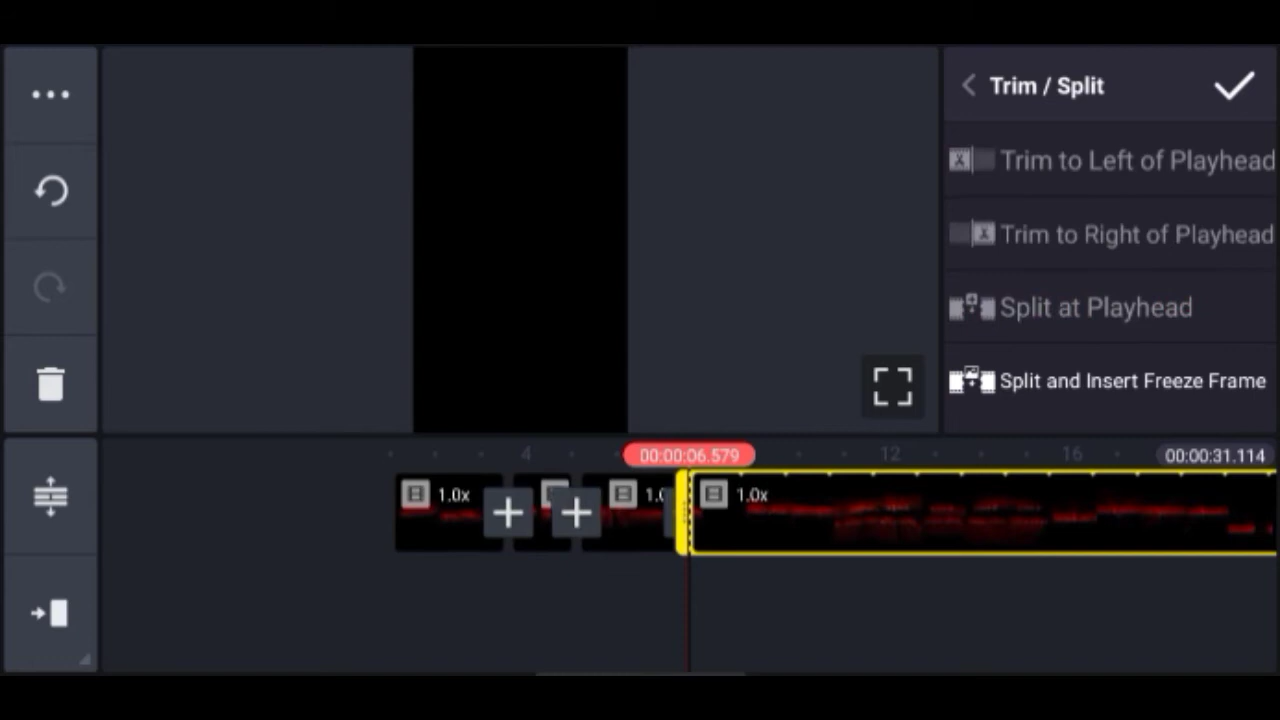 Trim / Split
Trim to Left of Playhead
Trim to Right of Playhead
Split at Playhead
Split and Insert Freeze Frame
4
00:00:06.579
12
16
00:00:31.114
1.0x
1.0x